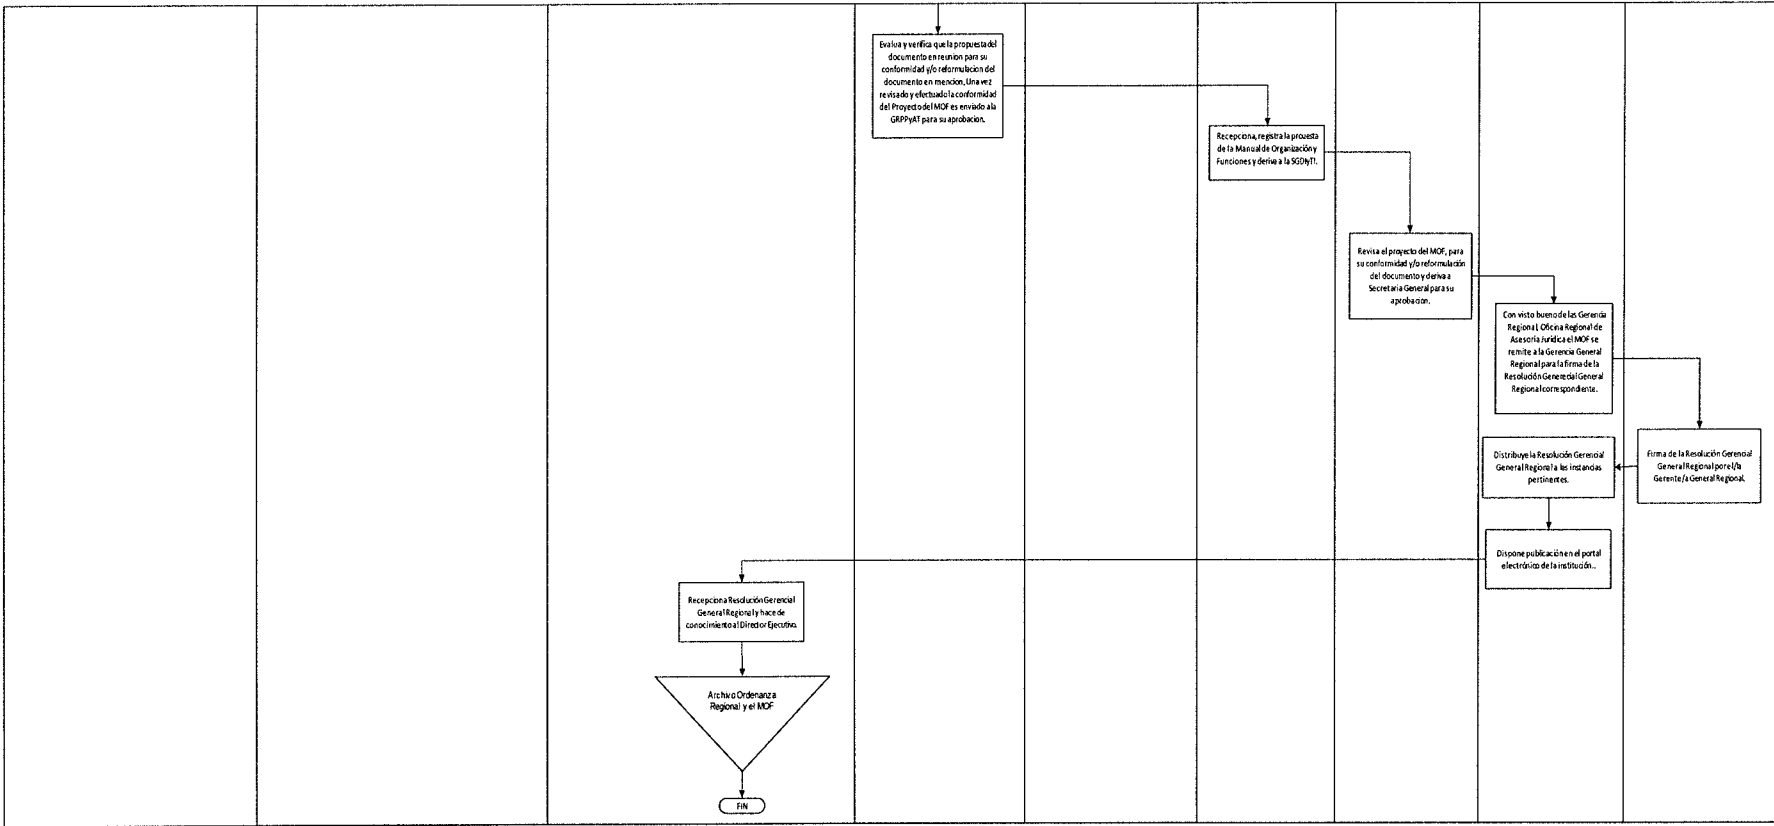 Evalua y verifica que la propuesta del
documento en reunion para su
conformidad y/o reformulacion del
documento en mencion, Una vez
revisado y efectuado la conformidad
del Proyecto del MOF es enviado a la
GRPPyAT para su aprobacion.
Recepciona, registra la prouesta
de la Manual de Organización y
Funciones y deriva a la SGDIyTI.
Revisa el proyecto del MOF, para
su conformidad y/o reformulación
del documento y deriva a
Secretaria General para su
aprobacion.
Con visto bueno de las Gerencia
Regional, Oficina Regional de
Asesoria Juridica el MOF se
remite a la Gerencia General
Regional para la firma de la
Resolución Generecial General
Regional correspondiente.
Firma de la Resolución Gerencial
General Regional por el/la
Gerente/a General Regional.
Distribuye la Resolución Gerencial
General Regional a las instancias
pertinentes.
Dispone publicación en el portal
electrónico de la institución..
Recepciona Resolución Gerencial
General Regional y hace de
conocimiento al Director Ejecutivo.
Archivo Ordenanza
Regional y el MOF
FIN